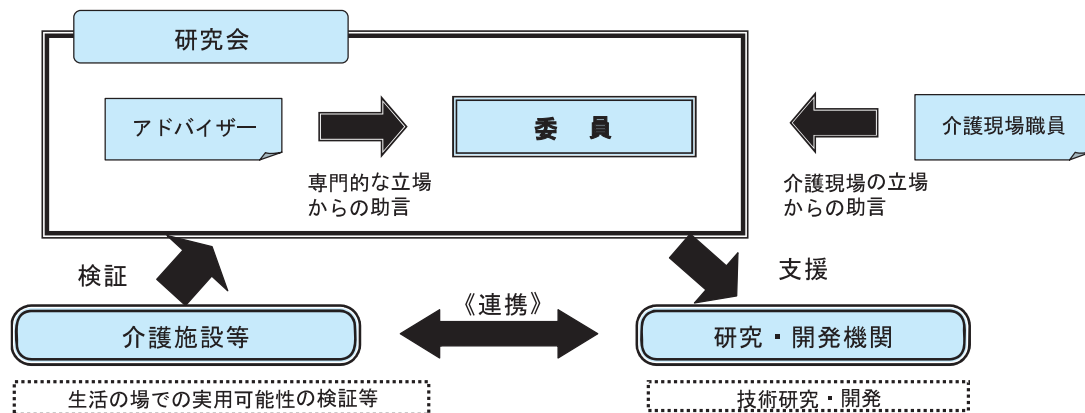 研究会
アドバイザー
委 員
介護現場職員
専門的な立場
からの助言
介護現場の立場
からの助言
検証
支援
《連携》
介護施設等
研究・開発機関
生活の場での実用可能性の検証等
技術研究・開発